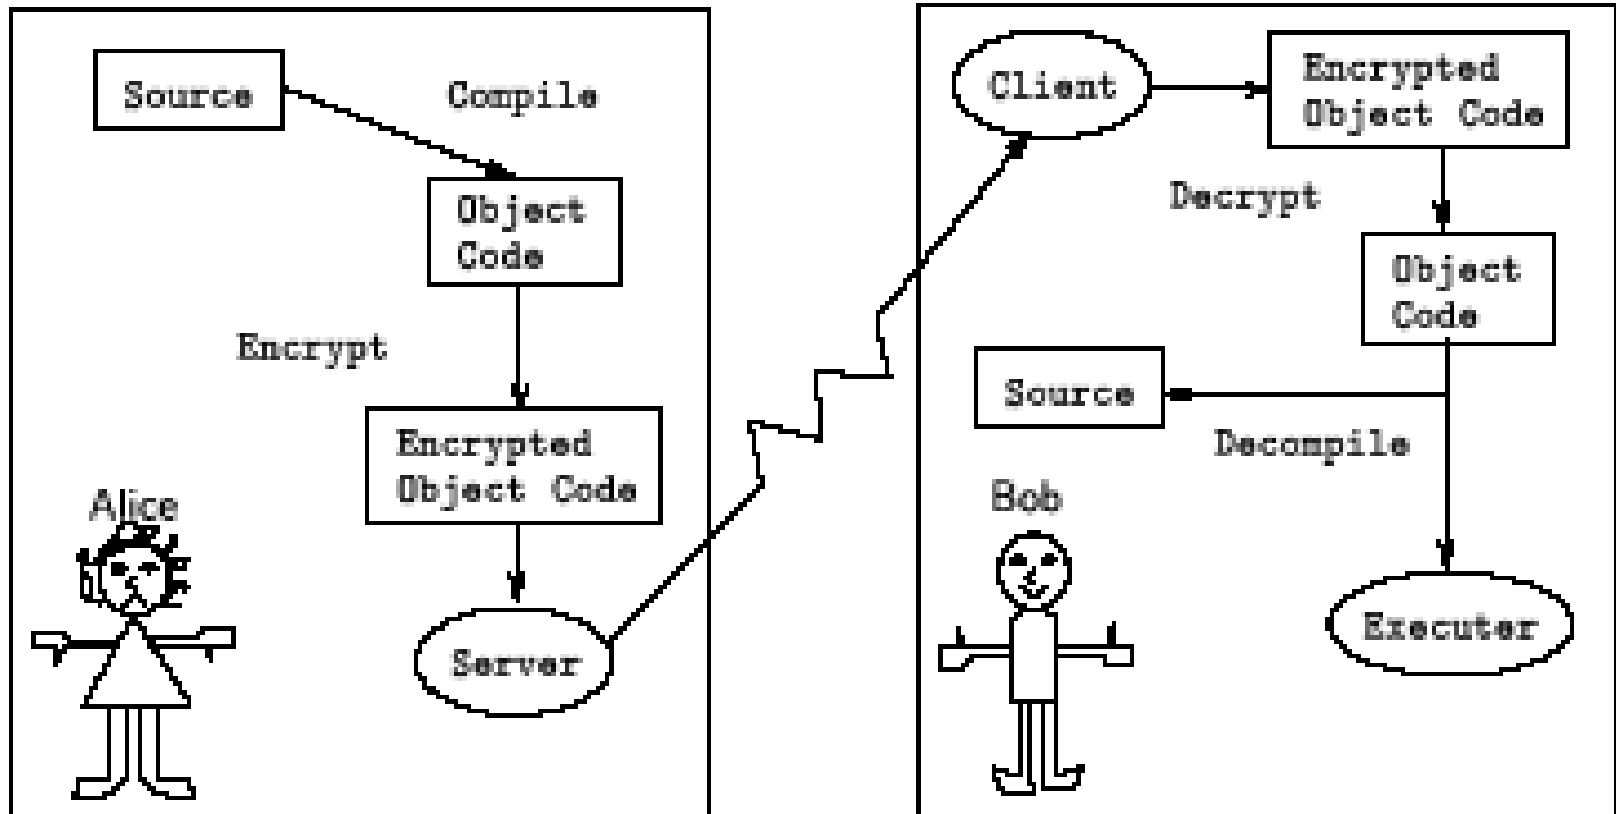 Source
Compile
Object
Code
Encrypt
Encrypted
Object Code
Alice
Server
Client
Encrypted
Object Code
Decrypt
Object
Code
Source
Decompile
Bob
Executer